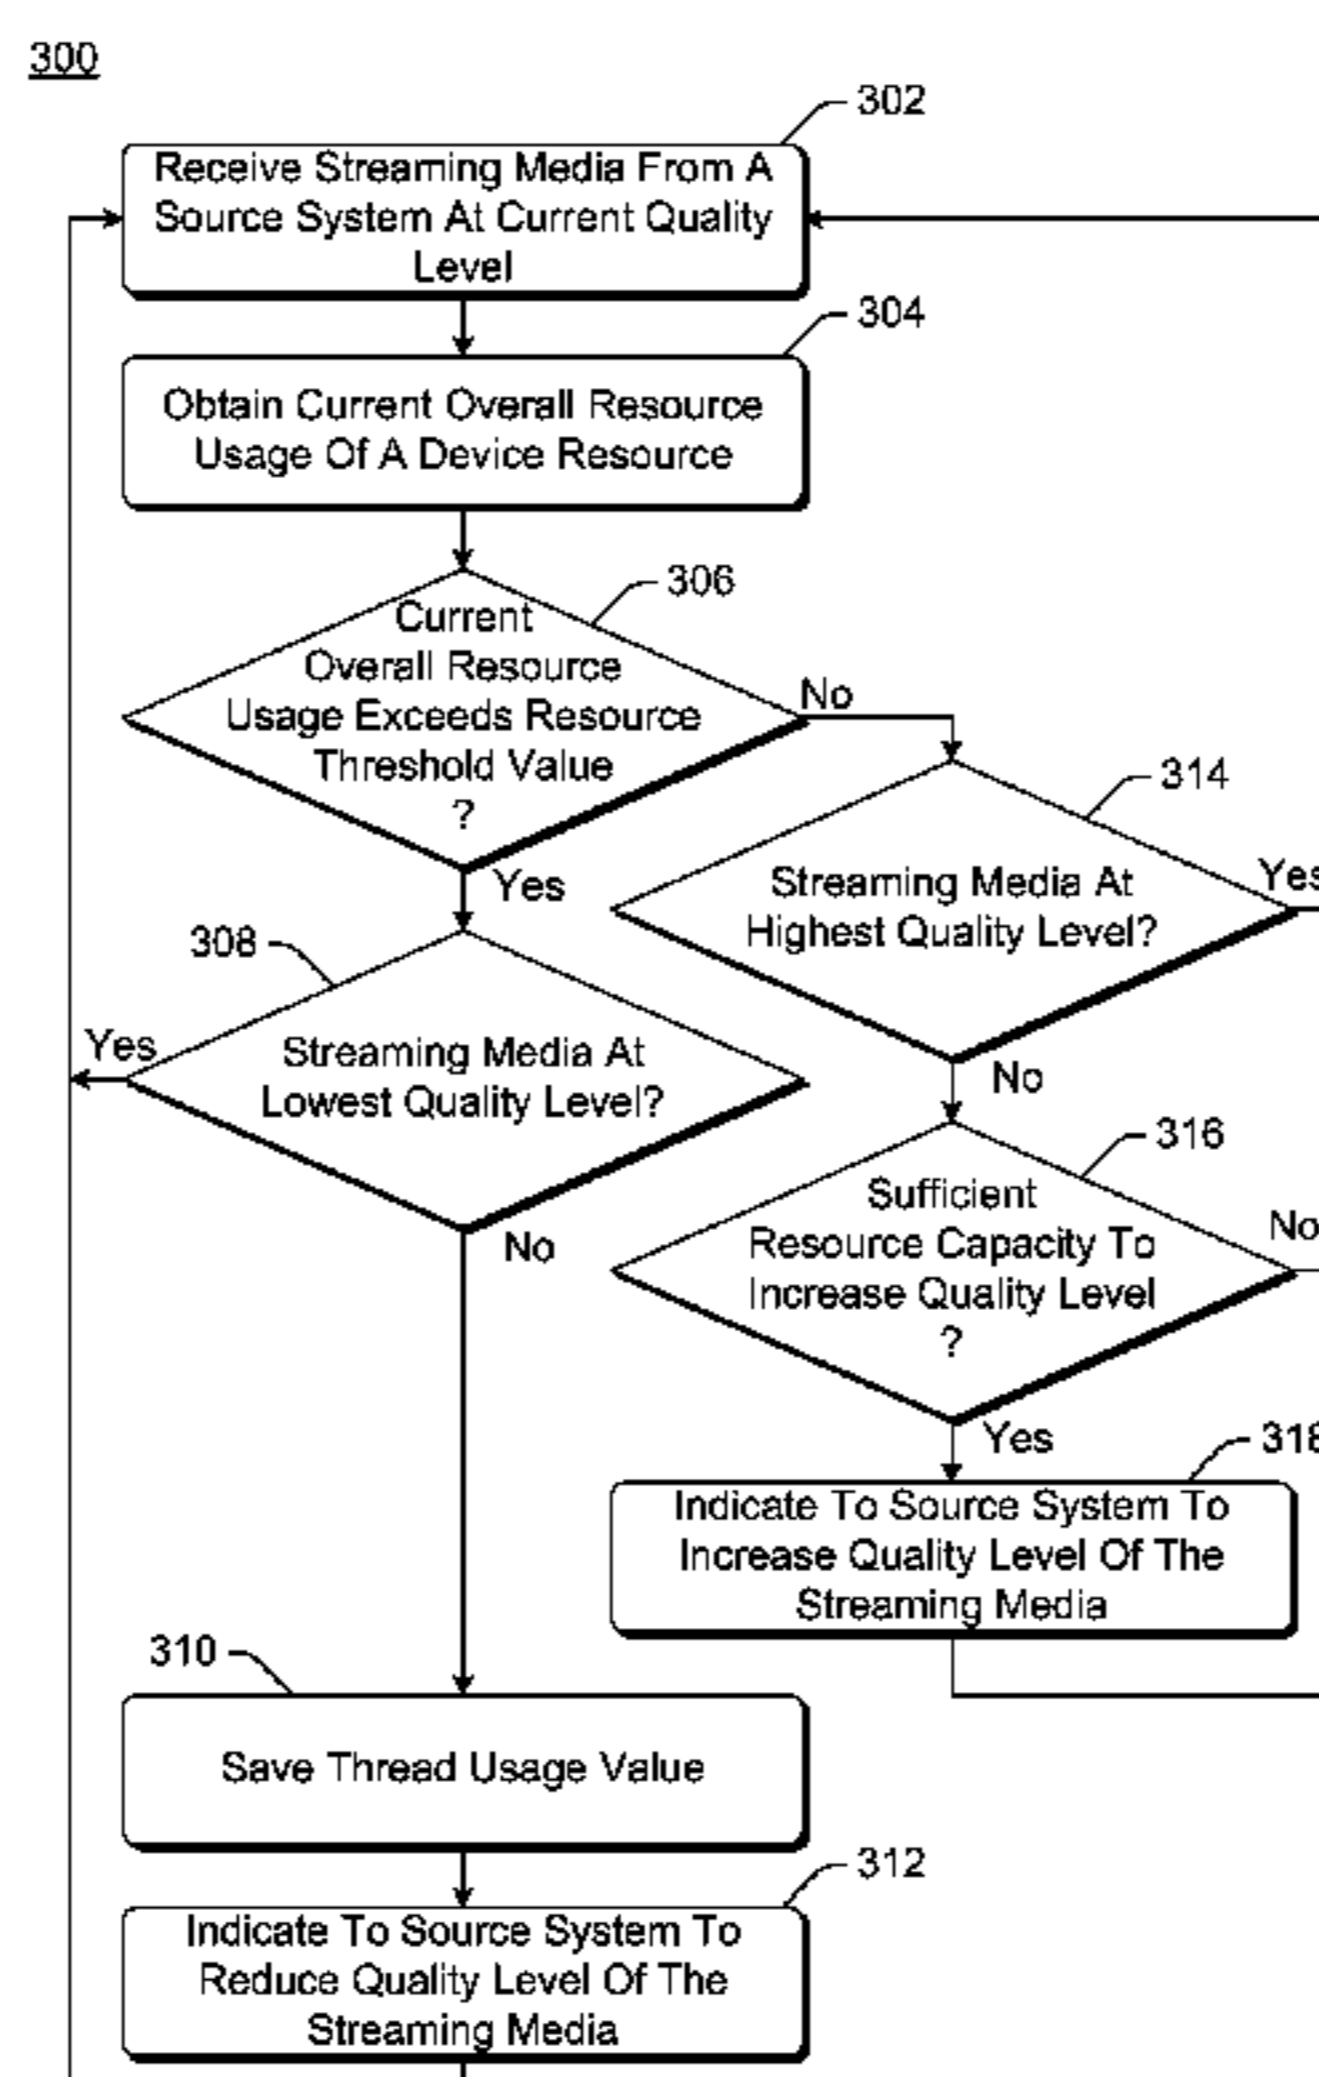 300
302
Receive Streaming Media From A
Source System At Current Quality
Level
304
Obtain Current Overall Resource
Usage Of A Device Resource
306
Current
Overall Resource
Usage Exceeds Resource
Threshold Value
?
No
Yes
314
Streaming Media At
Highest Quality Level?
Yes
No
308
Streaming Media At
Lowest Quality Level?
Yes
No
316
Sufficient
Resource Capacity To
Increase Quality Level
?
No
Yes
318
Indicate To Source System To
Increase Quality Level Of The
Streaming Media
310
Save Thread Usage Value
312
Indicate To Source System To
Reduce Quality Level Of The
Streaming Media